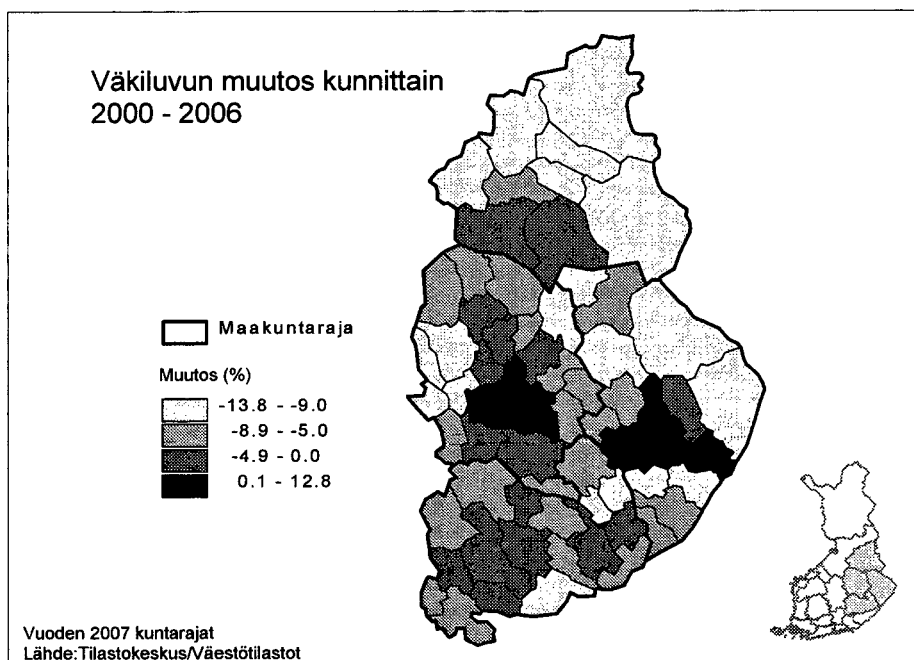 Väkiluvun muutos kunnittain
2000 - 2006
Maakuntaraja
Muutos (%)
-13.8 - -9.0
-8.9 - -5.0
-4.9 - 0.0
0.1 - 12.8
Vuoden 2007 kuntarajat
Lähde:Tilastokeskus/Väestötilastot